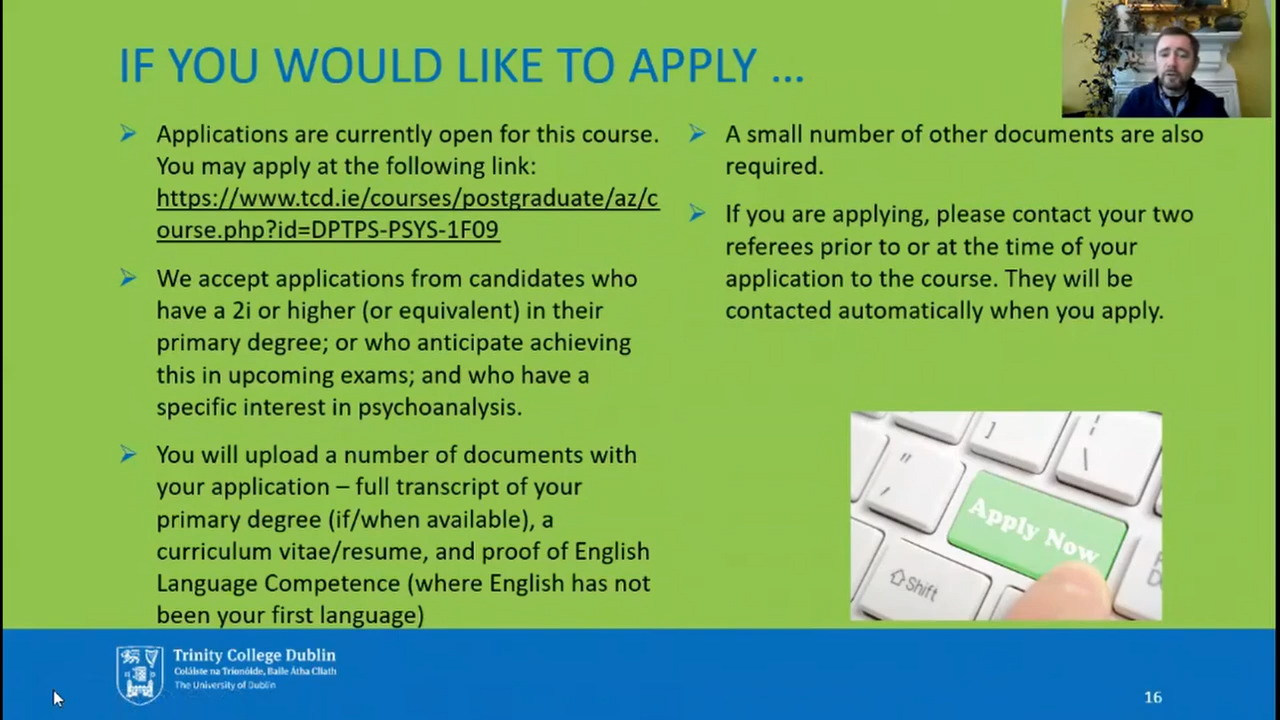 IF YOU WOULD LIKE TO APPLY ...
Applications are currently open for this course.
You may apply at the following link:
https://www.tcd.ie/courses/postgraduate/az/c
ourse.php?id=DPTPS-PSYS-1F09
We accept applications from candidates who
have a 2i or higher (or equivalent) in their
primary degree; or who anticipate achieving
this in upcoming exams; and who have a
specific interest in psychoanalysis.
You will upload a number of documents with
your application – full transcript of your
primary degree (if/when available), a
curriculum vitae/resume, and proof of English
Language Competence (where English has not
been your first language)
A small number of other documents are also
required.
If you are applying, please contact your two
referees prior to or at the time of your
application to the course. They will be
contacted automatically when you apply.
Apply Now
Shift
Trinity College Dublin
Coláiste na Tríonóide, Baile Átha Cliath
The University of Dublin
16